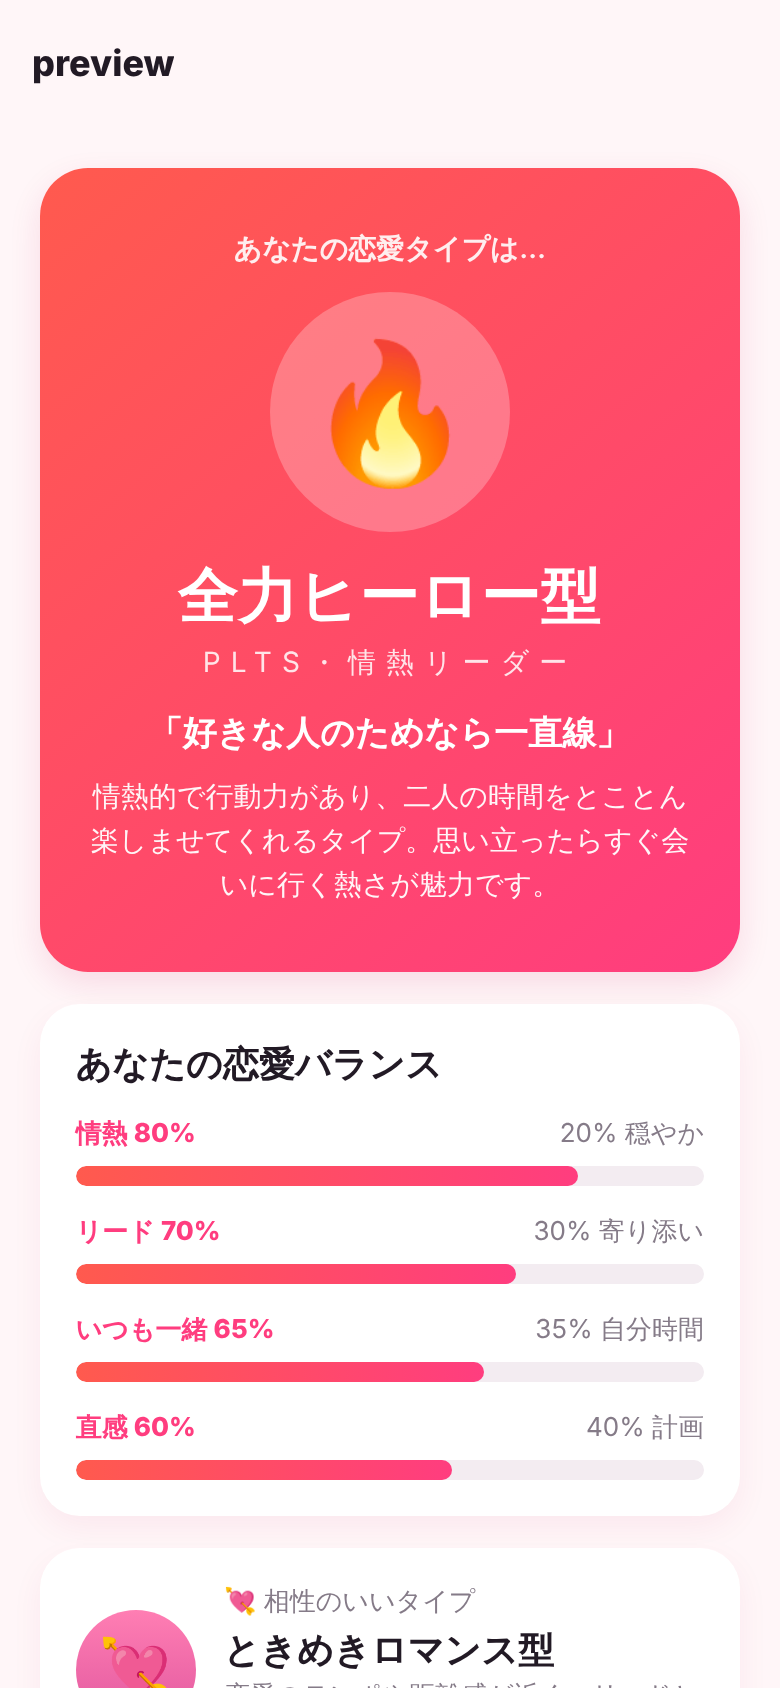 preview
あなたの恋愛タイプは...
全力ヒーロー型
PLTS・情熱リーダー
「好きな人のためなら一直線」
情熱的で行動力があり、二人の時間をとことん
楽しませてくれるタイプ。思い立ったらすぐ会
いに行く熱さが魅力です。
あなたの恋愛バランス
情熱 80% 20% 穏やか
リード 70% 30% 寄り添い
いつも一緒 65% 35% 自分時間
直感 60% 40% 計画
相性のいいタイプ
ときめきロマンス型